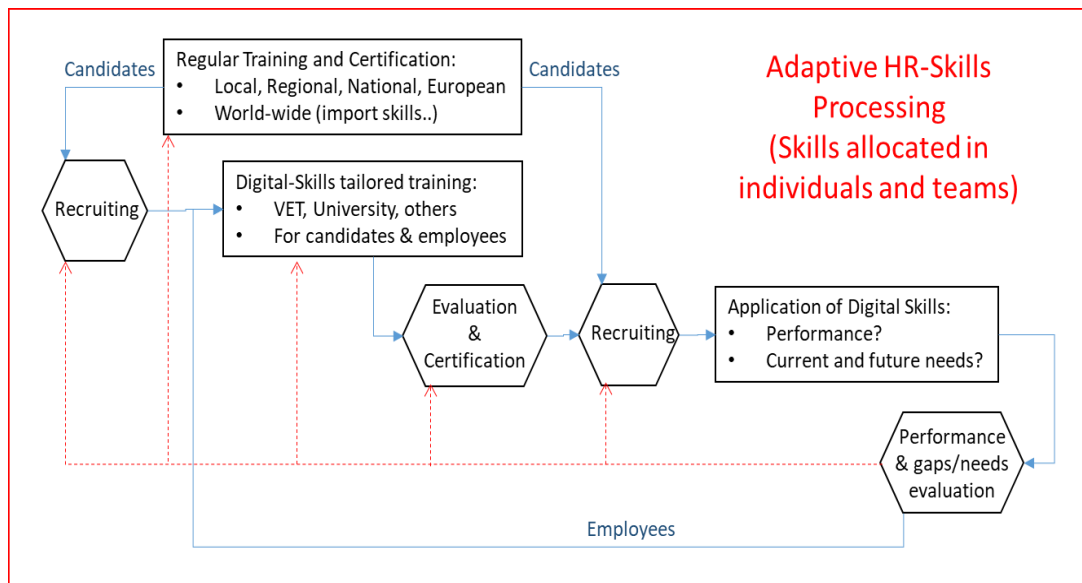 Regular Training and Certification:
• Local, Regional, National, European
• World-wide (import skills..)
Candidates
Candidates
Adaptive HR-Skills
Processing
(Skills allocated in
individuals and teams)
Recruiting
Digital-Skills tailored training:
• VET, University, others
• For candidates & employees
Evaluation
&
Certification
Recruiting
Application of Digital Skills:
• Performance?
• Current and future needs?
Performance
& gaps/needs
evaluation
Employees